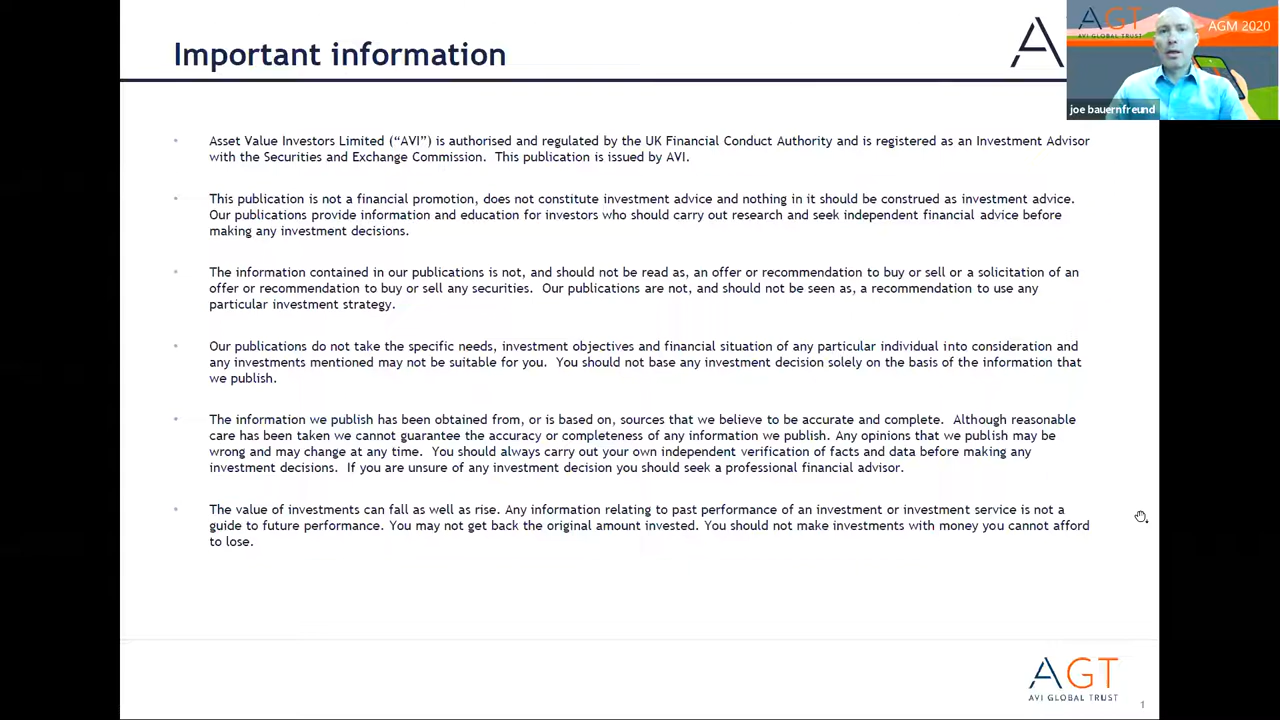 Important information
A
AGT
AVI GLOBAL TRUST
AGM 2020
joe bauernfreund
Asset Value Investors Limited (“AVI”) is authorised and regulated by the UK Financial Conduct Authority and is registered as an Investment Advisor
with the Securities and Exchange Commission. This publication is issued by AVI.
This publication is not a financial promotion, does not constitute investment advice and nothing in it should be construed as investment advice.
Our publications provide information and education for investors who should carry out research and seek independent financial advice before
making any investment decisions.
The information contained in our publications is not, and should not be read as, an offer or recommendation to buy or sell or a solicitation of an
offer or recommendation to buy or sell any securities. Our publications are not, and should not be seen as, a recommendation to use any
particular investment strategy.
Our publications do not take the specific needs, investment objectives and financial situation of any particular individual into consideration and
any investments mentioned may not be suitable for you. You should not base any investment decision solely on the basis of the information that
we publish.
The information we publish has been obtained from, or is based on, sources that we believe to be accurate and complete. Although reasonable
care has been taken we cannot guarantee the accuracy or completeness of any information we publish. Any opinions that we publish may be
wrong and may change at any time. You should always carry out your own independent verification of facts and data before making any
investment decisions. If you are unsure of any investment decision you should seek a professional financial advisor.
The value of investments can fall as well as rise. Any information relating to past performance of an investment or investment service is not a
guide to future performance. You may not get back the original amount invested. You should not make investments with money you cannot afford
to lose.
AGT
AVI GLOBAL TRUST
1